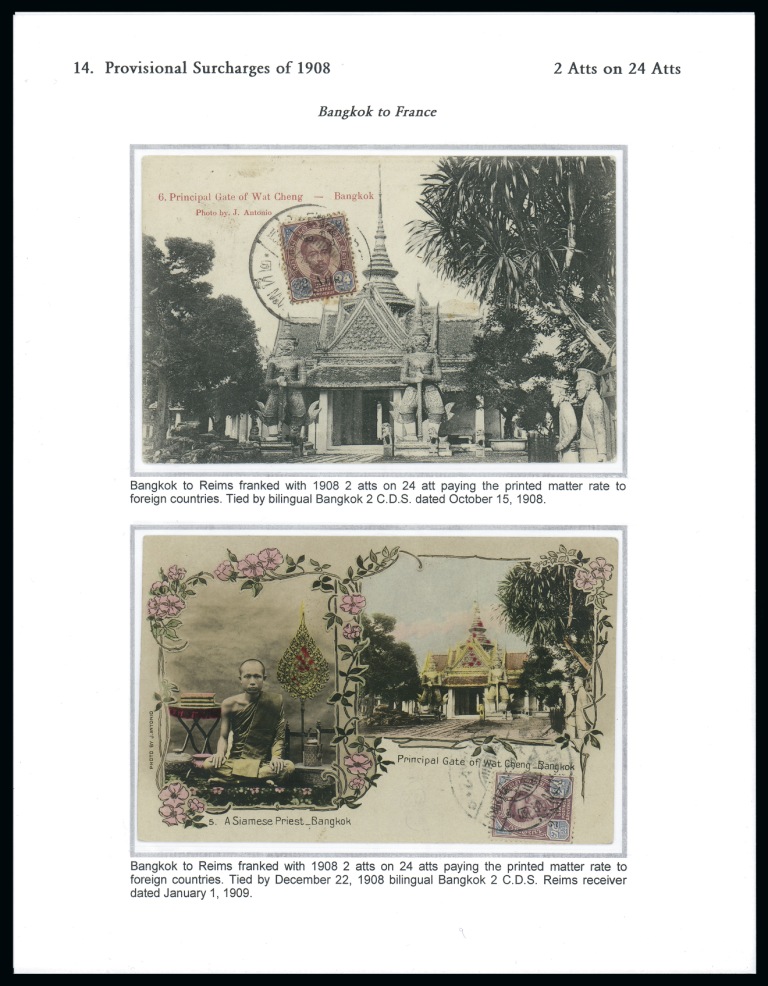 14. Provisional Surcharges of 1908
2 Atts on 24 Atts
Bangkok to France
6. Principal Gate of Wat Cheng — Bangkok
Photo by. J. Antonio
Bangkok to Reims franked with 1908 2 atts on 24 att paying the printed matter rate to
foreign countries. Tied by bilingual Bangkok 2 C.D.S. dated October 15, 1908.
PHOTO BY J. ANTONIO
Principal Gate of Wat Cheng_Bangkok
5. A Siamese Priest_Bangkok
Bangkok to Reims franked with 1908 2 atts on 24 atts paying the printed matter rate to
foreign countries. Tied by December 22, 1908 bilingual Bangkok 2 C.D.S. Reims receiver
dated January 1, 1909.